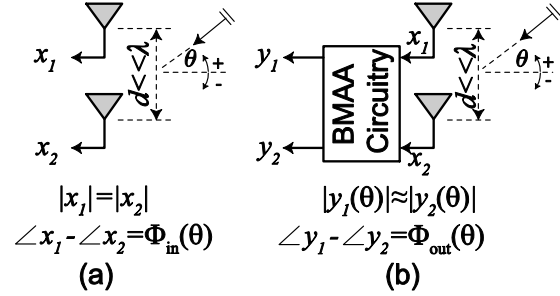 x₁
x₂
d<<λ
θ
+
-
|x₁|=|x₂|
∠x₁-∠x₂=Φin(θ)
(a)
y₁
y₂
BMAA
Circuitry
x₁
x₂
d<<λ
θ
+
-
|y₁(θ)|≈|y₂(θ)|
∠y₁-∠y₂=Φout(θ)
(b)